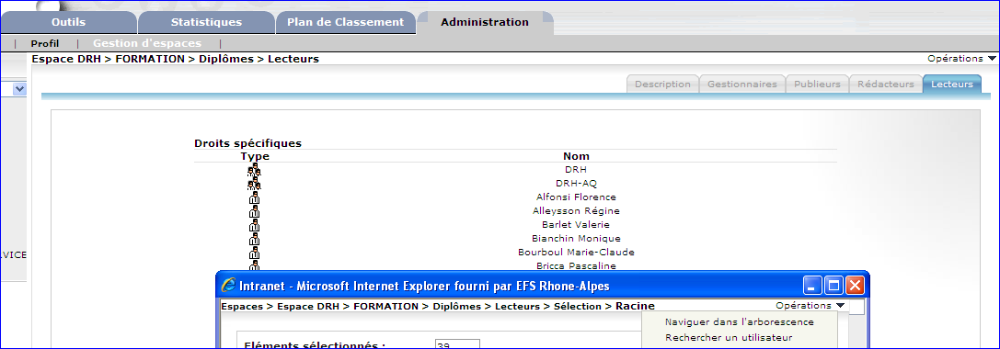 Outils Statistiques Plan de Classement Administration
| Profil | Gestion d'espaces |
Espace DRH > FORMATION > Diplômes > Lecteurs Opérations
Description Gestionnaires Publieurs Rédacteurs Lecteurs
Droits spécifiques
Type Nom
DRH
DRH-AQ
Alfonsi Florence
Alleysson Régine
Barlet Valerie
Bianchin Monique
RVICE Bourboul Marie-Claude
Bricca Pascaline
Intranet - Microsoft Internet Explorer fourni par EFS Rhone-Alpes
Espaces > Espace DRH > FORMATION > Diplômes > Lecteurs > Sélection > Racine Opérations
Naviguer dans l'arborescence
Rechercher un utilisateur
Eléments sélectionnés : 39